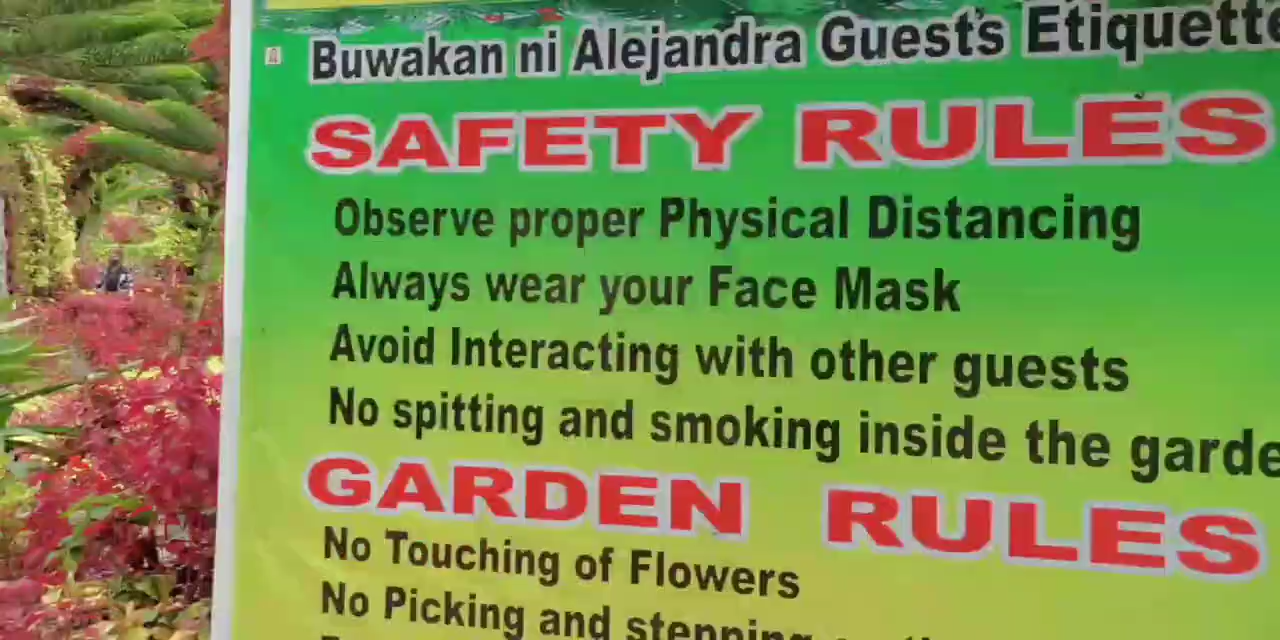 Buwakan ni Alejandra Guest's Etiquette
SAFETY RULES
Observe proper Physical Distancing
Always wear your Face Mask
Avoid Interacting with other guests
No spitting and smoking inside the garde
GARDEN RULES
No Touching of Flowers
No Picking and stepping